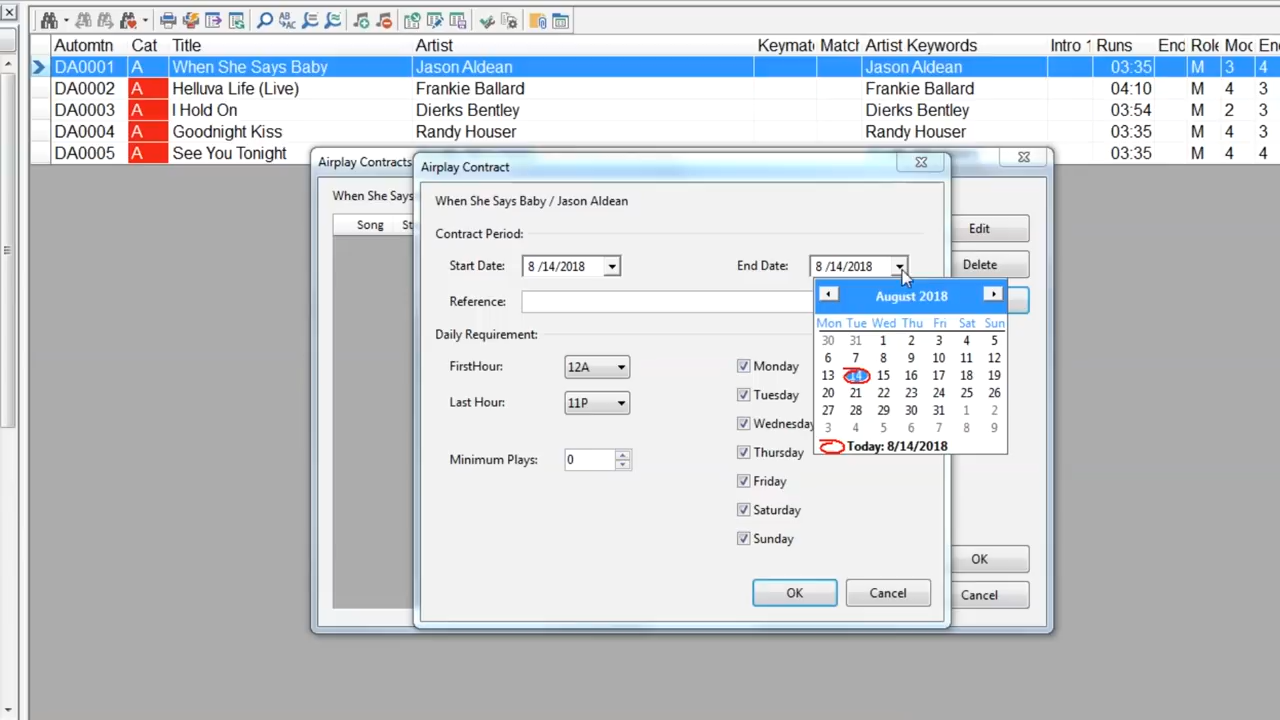 Automtn Cat Title Artist Keymate Match Artist Keywords Intro Runs End Role Mod
DA0001 A When She Says Baby Jason Aldean Jason Aldean 03:35 M 3 4
DA0002 A Helluva Life (Live) Frankie Ballard Frankie Ballard 04:10 M 4 3
DA0003 A I Hold On Dierks Bentley Dierks Bentley 03:54 M 2 3
DA0004 A Goodnight Kiss Randy Houser Randy Houser 03:35 M 4 3
DA0005 A See You Tonight 03:35 M 4 4
Airplay Contracts
When She Says
Song
Edit
Delete
OK
Cancel
Airplay Contract
When She Says Baby / Jason Aldean
Contract Period:
Start Date: 8 /14/2018 End Date: 8 /14/2018
Reference:
Daily Requirement:
FirstHour: 12A Monday
Tuesday
Last Hour: 11P
Wednesday
Minimum Plays: 0 Thursday
Friday
Saturday
Sunday
OK Cancel
August 2018
Mon Tue Wed Thu Fri Sat Sun
30 31 1 2 3 4 5
6 7 8 9 10 11 12
13 14 15 16 17 18 19
20 21 22 23 24 25 26
27 28 29 30 31 1 2
3 4 5 6 7 8 9
Today: 8/14/2018